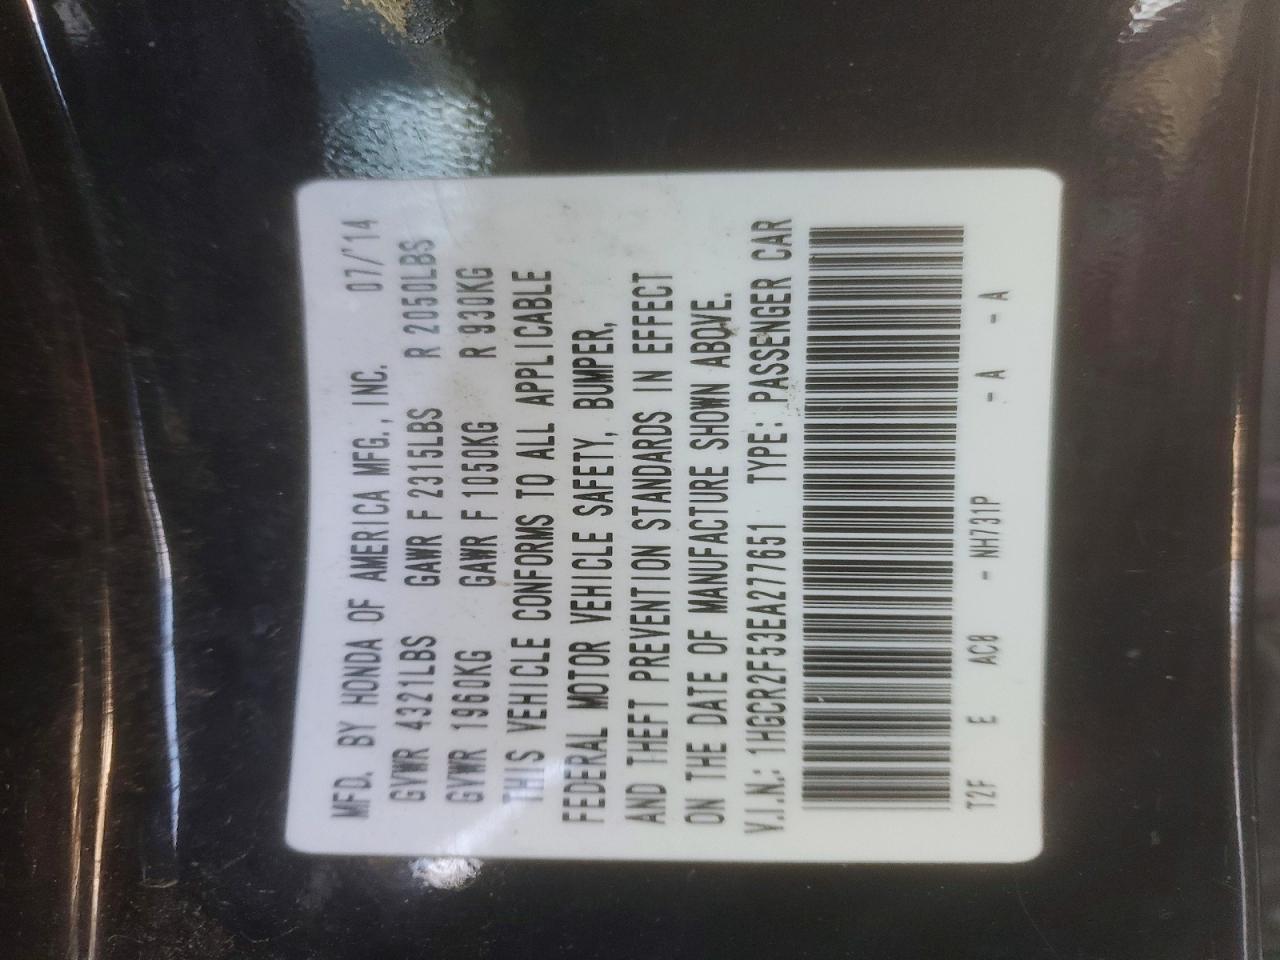 MFD. BY HONDA OF AMERICA MFG., INC. 07/'14
GVWR 4321LBS GAWR F 2315LBS R 2050LBS
GVWR 1960KG GAWR F 1050KG R 930KG
THIS VEHICLE CONFORMS TO ALL APPLICABLE
FEDERAL MOTOR VEHICLE SAFETY, BUMPER,
AND THEFT PREVENTION STANDARDS IN EFFECT
ON THE DATE OF MANUFACTURE SHOWN ABOVE.
V.I.N.: 1HGCR2F53EA277651 TYPE: PASSENGER CAR
T2F E AC8 - NH731P - A - A